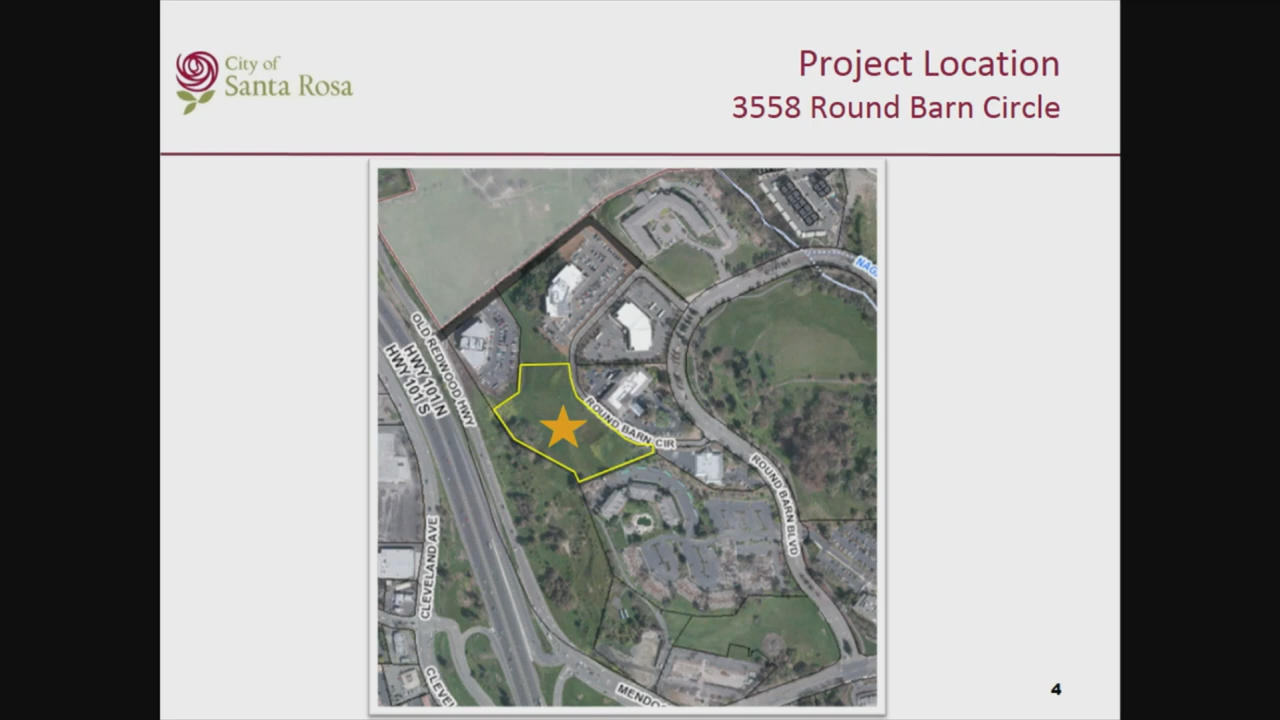 City of
Santa Rosa
Project Location
3558 Round Barn Circle
OLD REDWOOD HWY
HWY 101 N
HWY 101 S
ROUND BARN CIR
ROUND BARN BLVD
CLEVELAND AVE
4